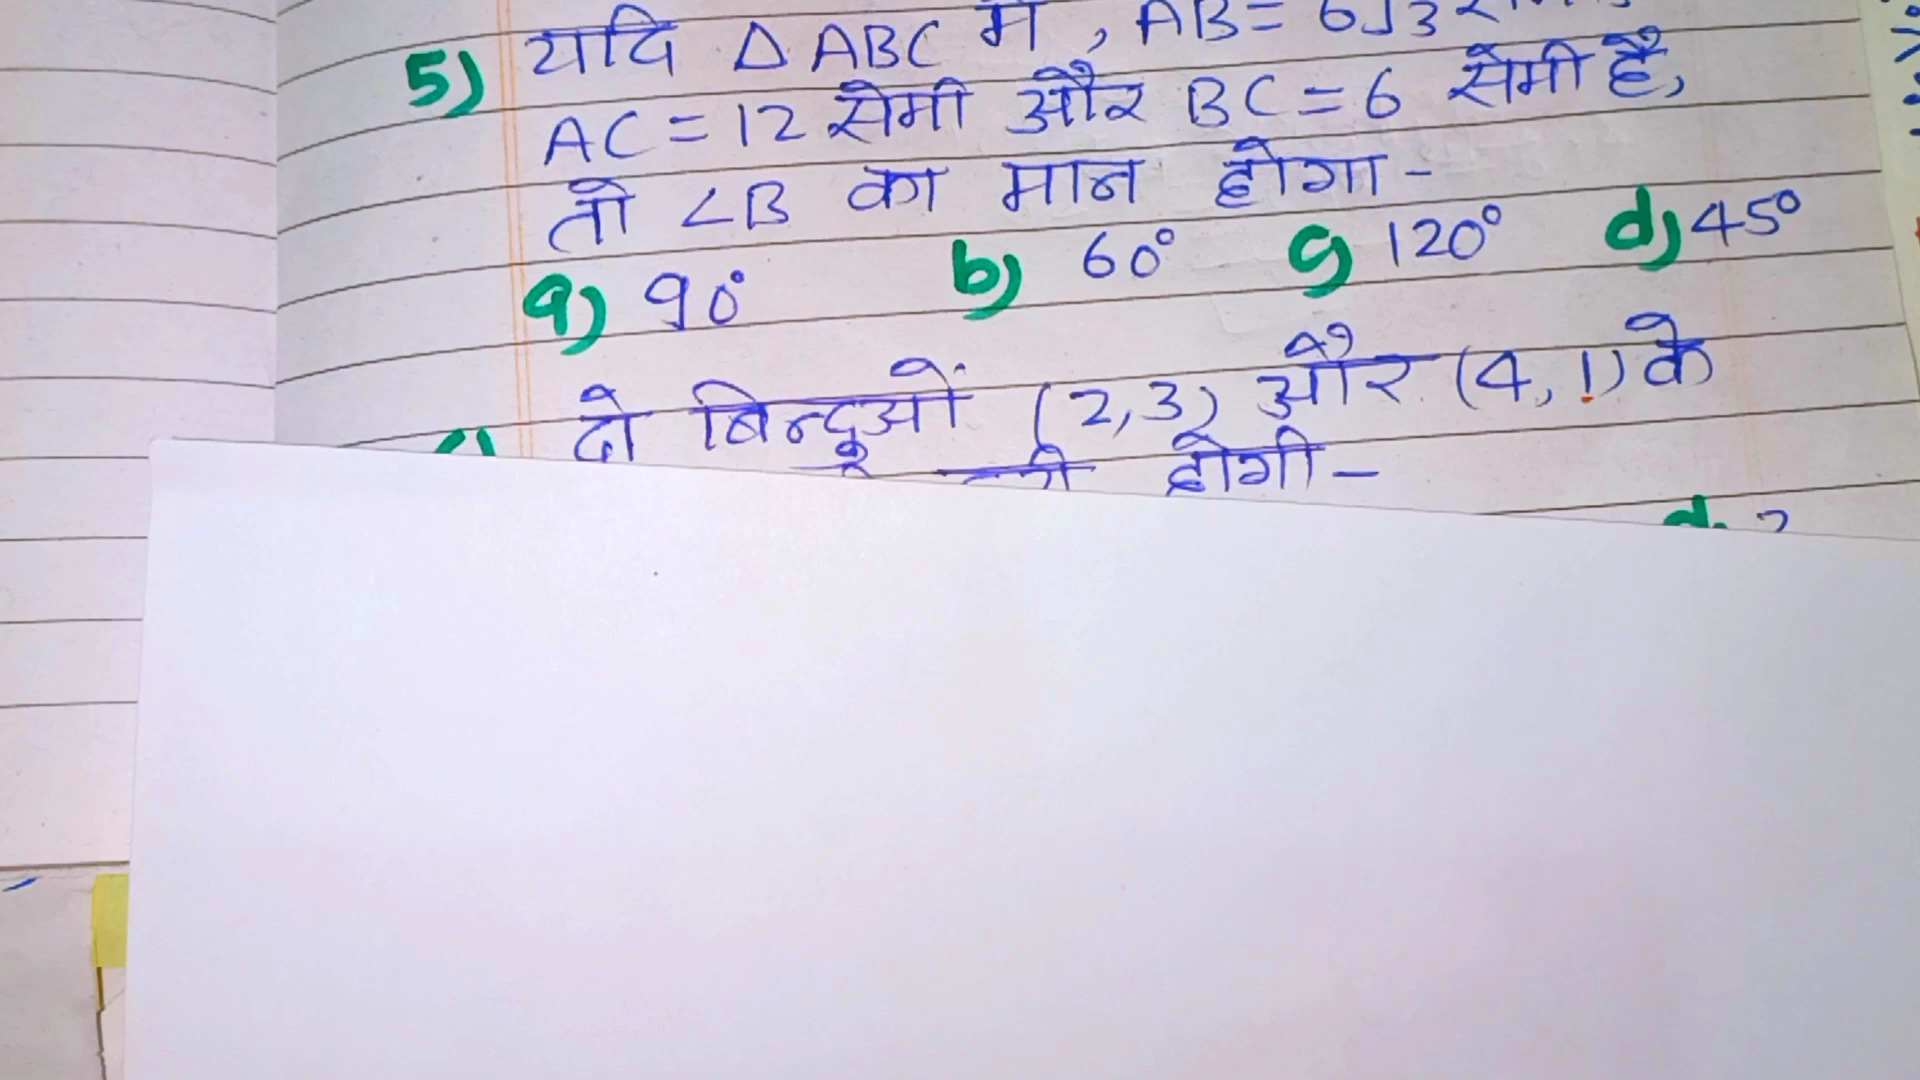 5) यदि △ ABC में, AB = 6√3
AC = 12 सेमी और BC = 6 सेमी है,
तो ∠B का मान होगा -
a) 90° b) 60° c) 120° d) 45°
दो बिन्दूओं (2,3) और (4,1) के
होगी -